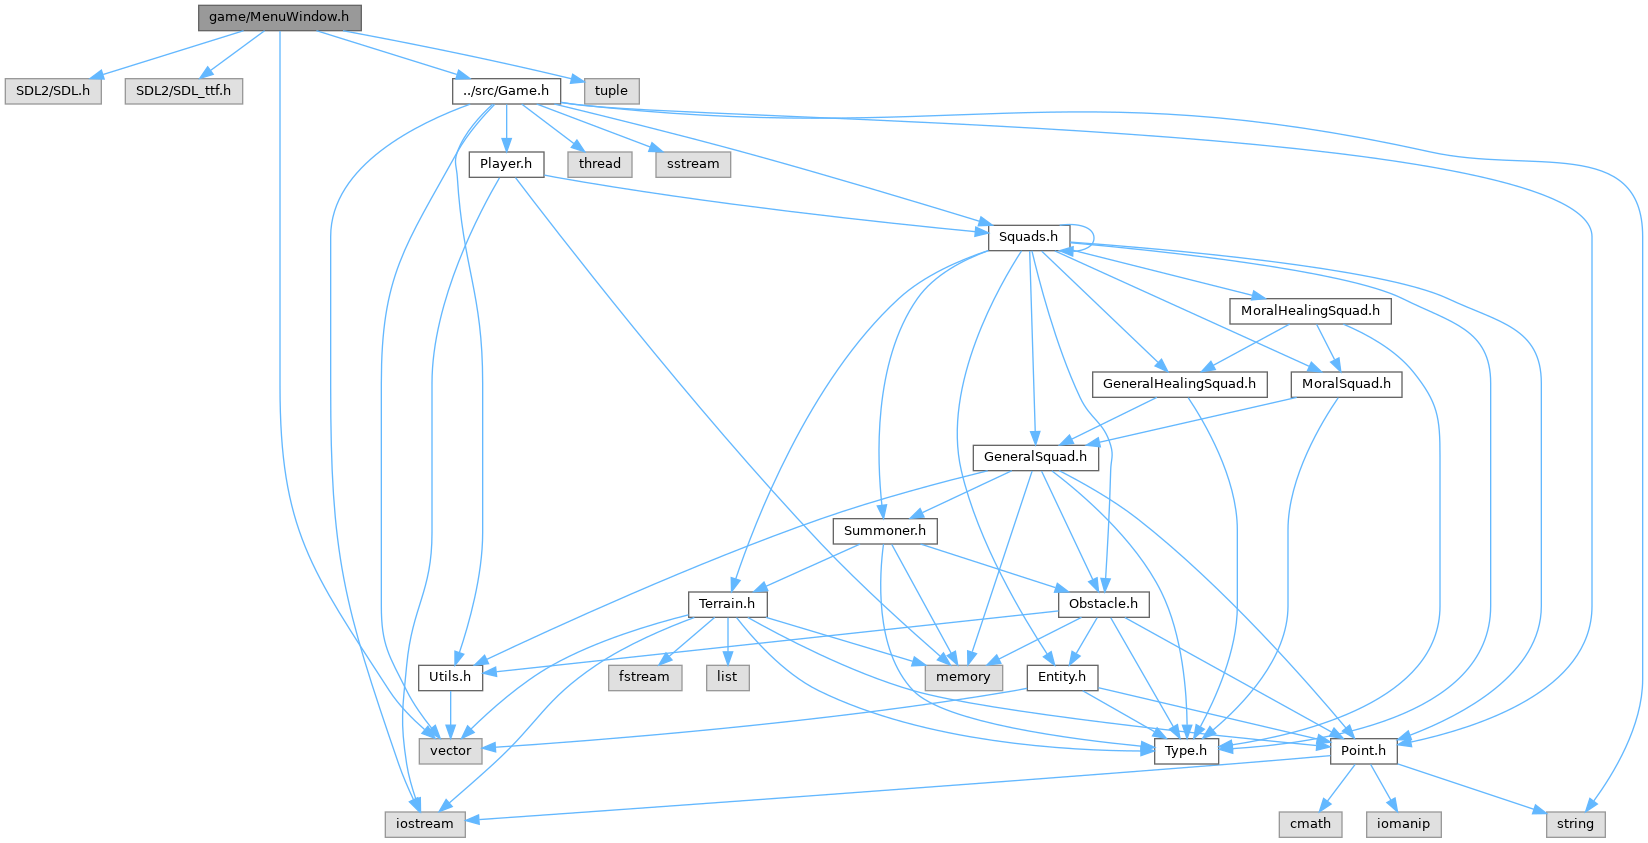 game/MenuWindow.h
SDL2/SDL.h
SDL2/SDL_ttf.h
../src/Game.h
tuple
Player.h
thread
sstream
Squads.h
MoralHealingSquad.h
GeneralHealingSquad.h
MoralSquad.h
GeneralSquad.h
Summoner.h
Terrain.h
Obstacle.h
Utils.h
fstream
list
memory
Entity.h
vector
Type.h
Point.h
iostream
cmath
iomanip
string